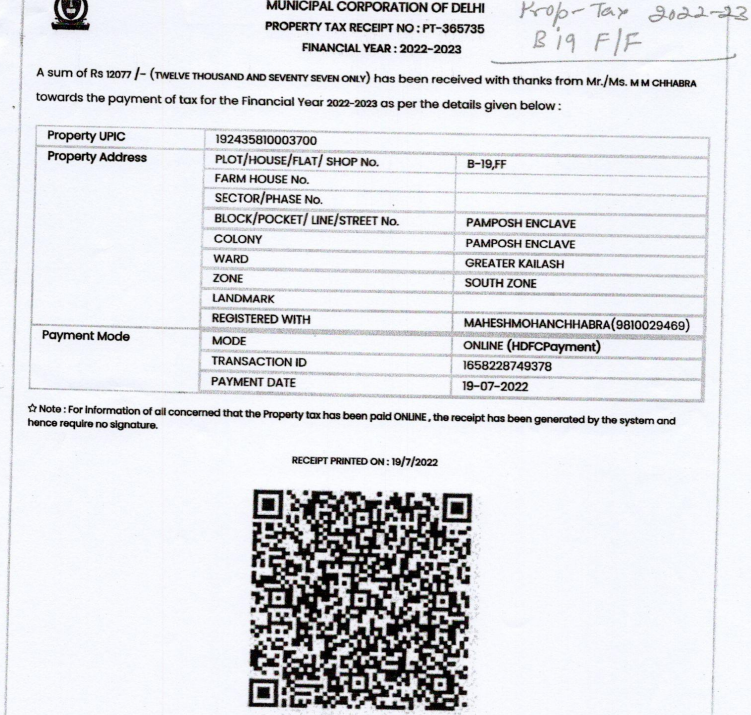 MUNICIPAL CORPORATION OF DELHI
Prop-Tax 2022-23
PROPERTY TAX RECEIPT NO : PT-365735
B 19 F/F
FINANCIAL YEAR : 2022-2023
A sum of Rs 12077 /- (TWELVE THOUSAND AND SEVENTY SEVEN ONLY) has been received with thanks from Mr./Ms. M M CHHABRA
towards the payment of tax for the Financial Year 2022-2023 as per the details given below :
Property UPIC 192435810003700
Property Address PLOT/HOUSE/FLAT/ SHOP No. B-19,FF
FARM HOUSE No.
SECTOR/PHASE No.
BLOCK/POCKET/ LINE/STREET No. PAMPOSH ENCLAVE
COLONY PAMPOSH ENCLAVE
WARD GREATER KAILASH
ZONE SOUTH ZONE
LANDMARK
REGISTERED WITH MAHESHMOHANCHHABRA(9810029469)
Payment Mode MODE ONLINE (HDFCPayment)
TRANSACTION ID 1658228749378
PAYMENT DATE 19-07-2022
☆ Note : For Information of all concerned that the Property tax has been paid ONLINE , the receipt has been generated by the system and
hence require no signature.
RECEIPT PRINTED ON : 19/7/2022